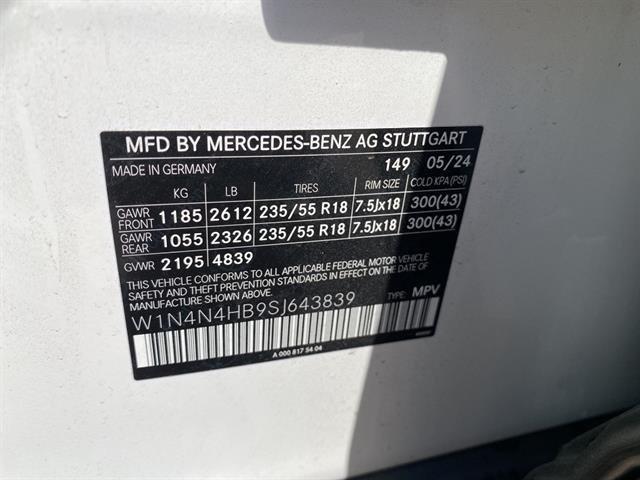 MFD BY MERCEDES-BENZ AG STUTTGART
MADE IN GERMANY 149 05/24
KG LB TIRES RIM SIZE COLD KPA (PSI)
GAWR FRONT 1185 2612 235/55 R18 7.5Jx18 300(43)
GAWR REAR 1055 2326 235/55 R18 7.5Jx18 300(43)
GVWR 2195 4839
THIS VEHICLE CONFORMS TO ALL APPLICABLE FEDERAL MOTOR VEHICLE
SAFETY AND THEFT PREVENTION STANDARDS IN EFFECT ON THE DATE OF
MANUFACTURE SHOWN ABOVE.
W1N4N4HB9SJ643839 TYPE: MPV
A 000 817 54 04